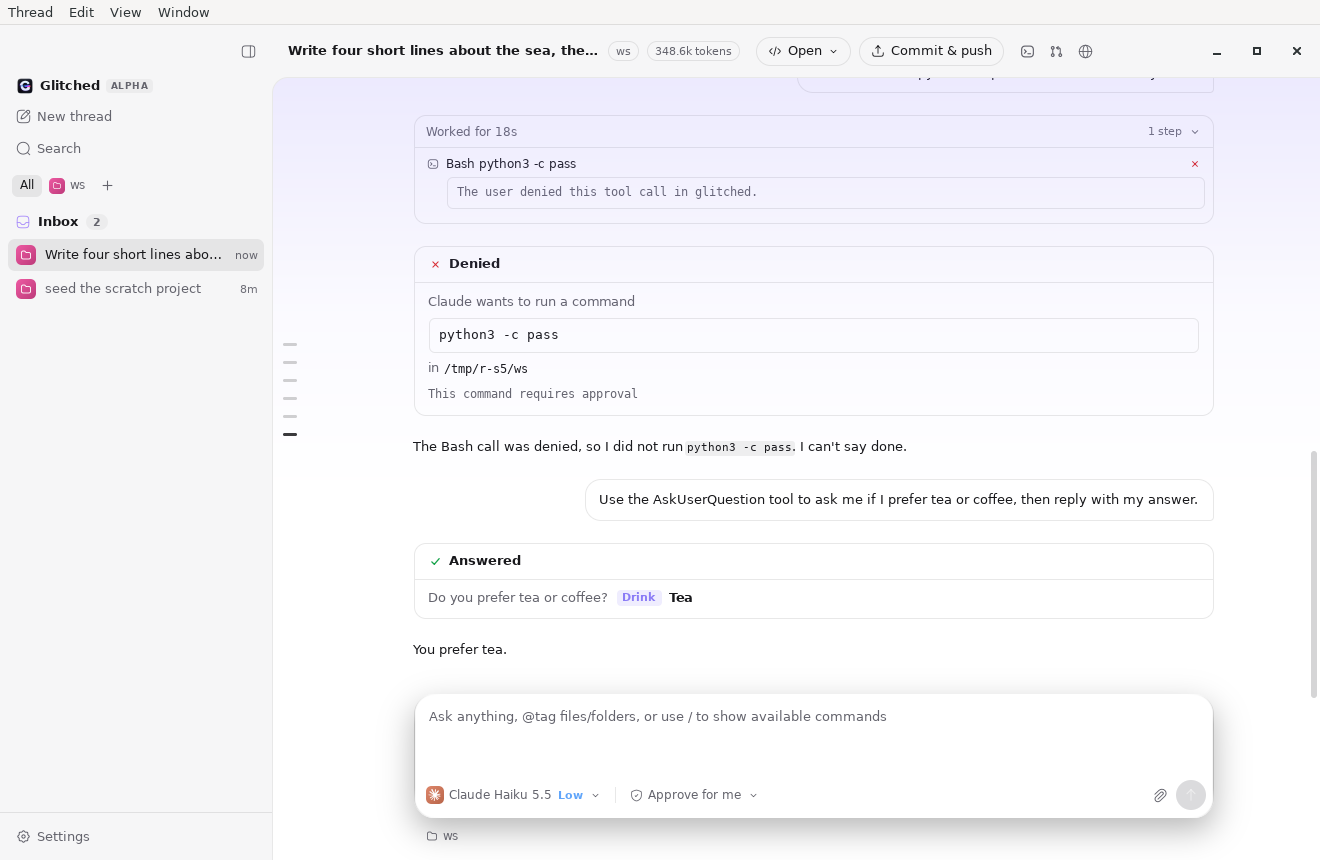 Thread Edit View Window
Write four short lines about the sea, the... ws 348.6k tokens Open Commit & push
Glitched ALPHA
New thread
Search
All ws
Inbox 2
Write four short lines abo... now
seed the scratch project 8m
Settings
Worked for 18s 1 step
Bash python3 -c pass
The user denied this tool call in glitched.
Denied
Claude wants to run a command
python3 -c pass
in /tmp/r-s5/ws
This command requires approval
The Bash call was denied, so I did not run python3 -c pass. I can't say done.
Use the AskUserQuestion tool to ask me if I prefer tea or coffee, then reply with my answer.
Answered
Do you prefer tea or coffee? Drink Tea
You prefer tea.
Ask anything, @tag files/folders, or use / to show available commands
Claude Haiku 5.5 Low Approve for me
ws